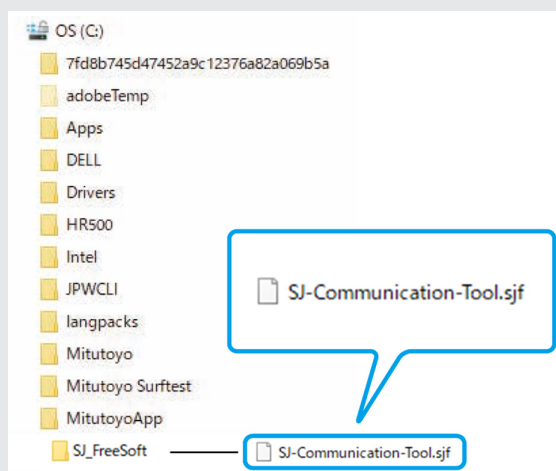 OS (C:)
7fd8b745d47452a9c12376a82a069b5a
adobeTemp
Apps
DELL
Drivers
HR500
Intel
JPWCLI
langpacks
Mitutoyo
Mitutoyo Surftest
MitutoyoApp
SJ_FreeSoft
SJ-Communication-Tool.sjf
SJ-Communication-Tool.sjf